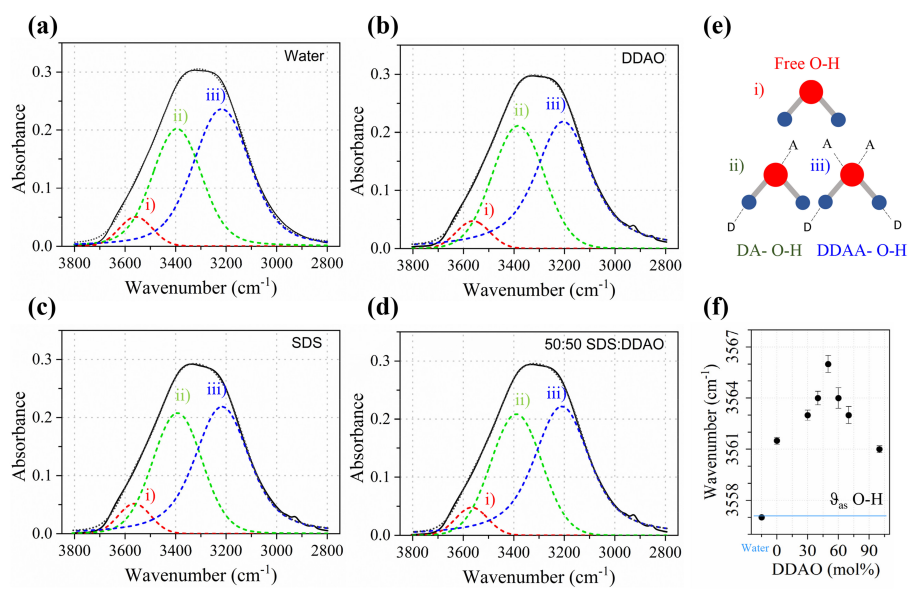 (a)
Water
i)
ii)
iii)
0.3
0.2
0.1
0.0
Absorbance
3800 3600 3400 3200 3000 2800
Wavenumber (cm-1)
(b)
DDAO
i)
ii)
iii)
0.3
0.2
0.1
0.0
Absorbance
3800 3600 3400 3200 3000 2800
Wavenumber (cm-1)
(e)
Free O-H
i)
ii)
A
D
DA- O-H
iii)
A
A
D
D
DDAA- O-H
(c)
SDS
i)
ii)
iii)
0.3
0.2
0.1
0.0
Absorbance
3800 3600 3400 3200 3000 2800
Wavenumber (cm-1)
(d)
50:50 SDS:DDAO
i)
ii)
iii)
0.3
0.2
0.1
0.0
Absorbance
3800 3600 3400 3200 3000 2800
Wavenumber (cm-1)
(f)
3567
3564
3561
3558
Wavenumber (cm-1)
ϑas O-H
Water 0 30 60 90
DDAO (mol%)